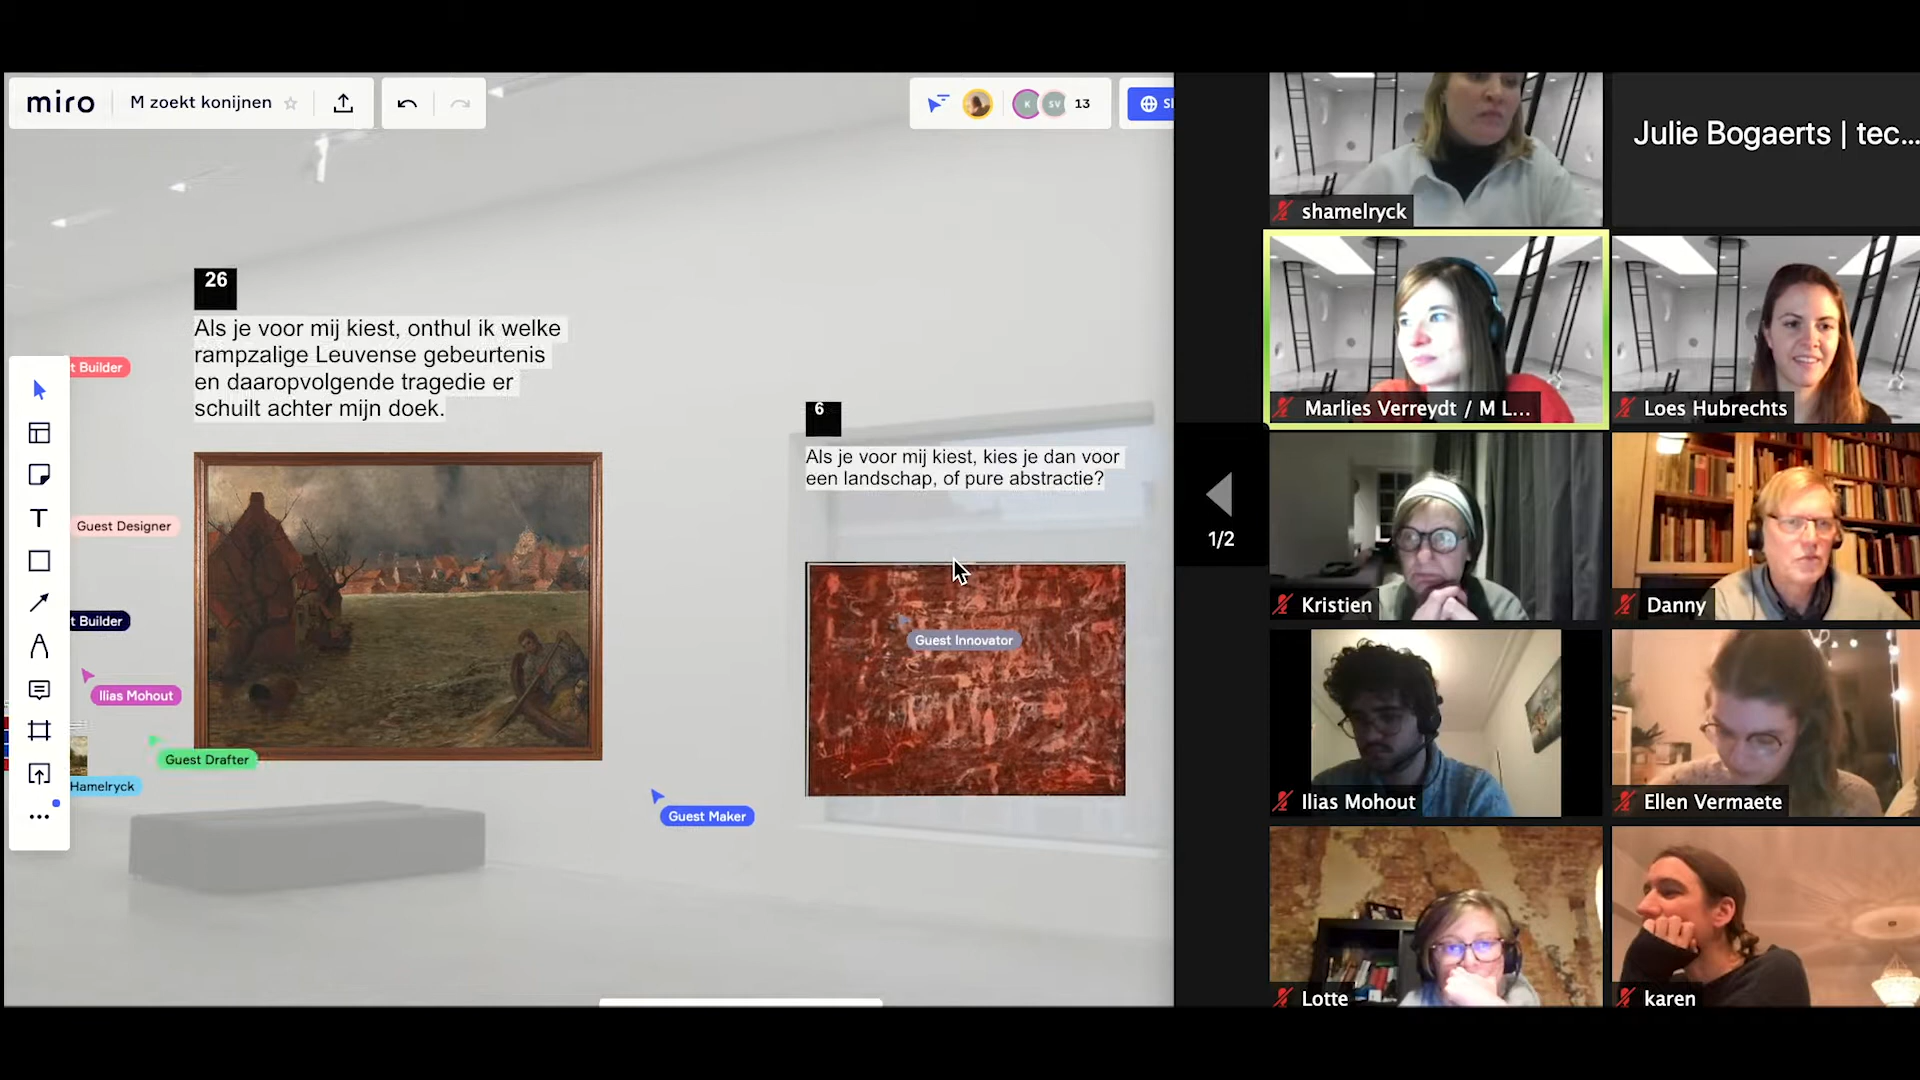 miro
M zoekt konijnen
K
SV
13
26
Als je voor mij kiest, onthul ik welke
rampzalige Leuvense gebeurtenis
en daaropvolgende tragedie er
schuilt achter mijn doek.
6
Als je voor mij kiest, kies je dan voor
een landschap, of pure abstractie?
t Builder
Guest Designer
t Builder
Ilias Mohout
Guest Drafter
Hamelryck
Guest Maker
Guest Innovator
T
1/2
shamelryck
Julie Bogaerts | tec...
Marlies Verreydt / M L...
Loes Hubrechts
Kristien
Danny
Ilias Mohout
Ellen Vermaete
Lotte
karen